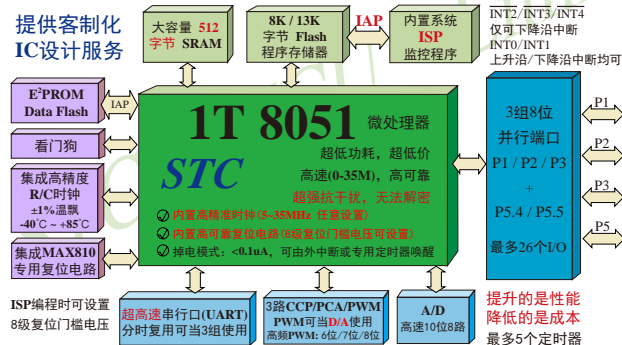 提供客制化
IC设计服务
大容量 512
字节 SRAM
8K / 13K
字节 Flash
程序存储器
IAP
内置系统
ISP
监控程序
INT2/INT3/INT4
仅可下降沿中断
INT0/INT1
上升沿/下降沿中断均可
E²PROM
Data Flash
IAP
看门狗
集成高精度
R/C时钟
±1%温飘
-40℃ ~ +85℃
集成MAX810
专用复位电路
1T 8051 微处理器
STC
超低功耗，超低价
高速(0-35M)，高可靠
超强抗干扰，无法解密
内置高精准时钟(5~35MHz 任意设置)
内置高可靠复位电路(8级复位门槛电压可设置)
掉电模式：<0.1uA，可由外中断或专用定时器唤醒
3组8位
并行端口
P1 / P2 / P3
+
P5.4 / P5.5
最多26个I/O
P1
P2
P3
P5
ISP编程时可设置
8级复位门槛电压
超高速串行口(UART)
分时复用可当3组使用
3路CCP/PCA/PWM
PWM可当D/A使用
高频PWM: 6位/7位/8位
A/D
高速10位8路
提升的是性能
降低的是成本
最多5个定时器